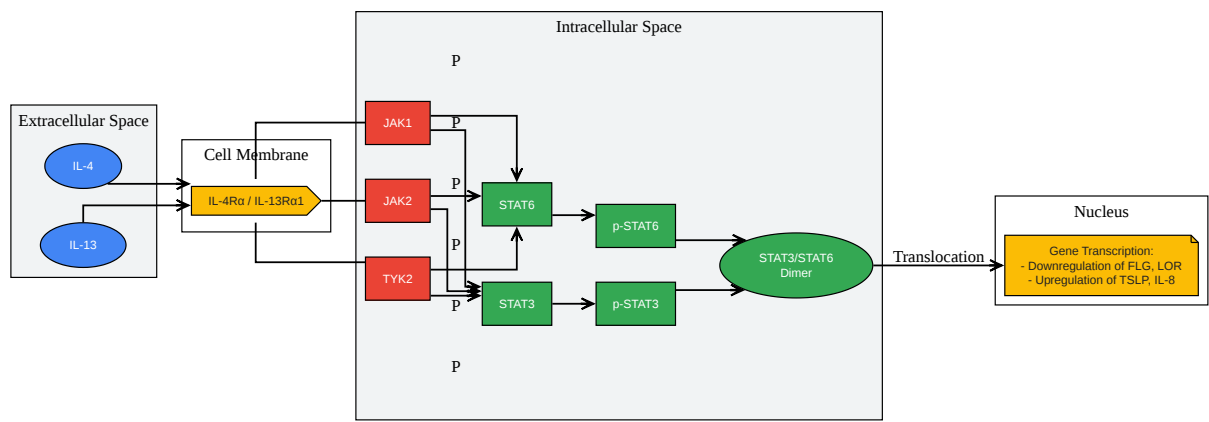 Intracellular Space
P
Extracellular Space
JAK1
P
Cell Membrane
IL-4
IL-4Rα / IL-13Rα1
JAK2
P
STAT6
p-STAT6
Nucleus
IL-13
P
STAT3/STAT6
Dimer
Translocation
Gene Transcription:
- Downregulation of FLG, LOR
- Upregulation of TSLP, IL-8
TYK2
P
STAT3
p-STAT3
P